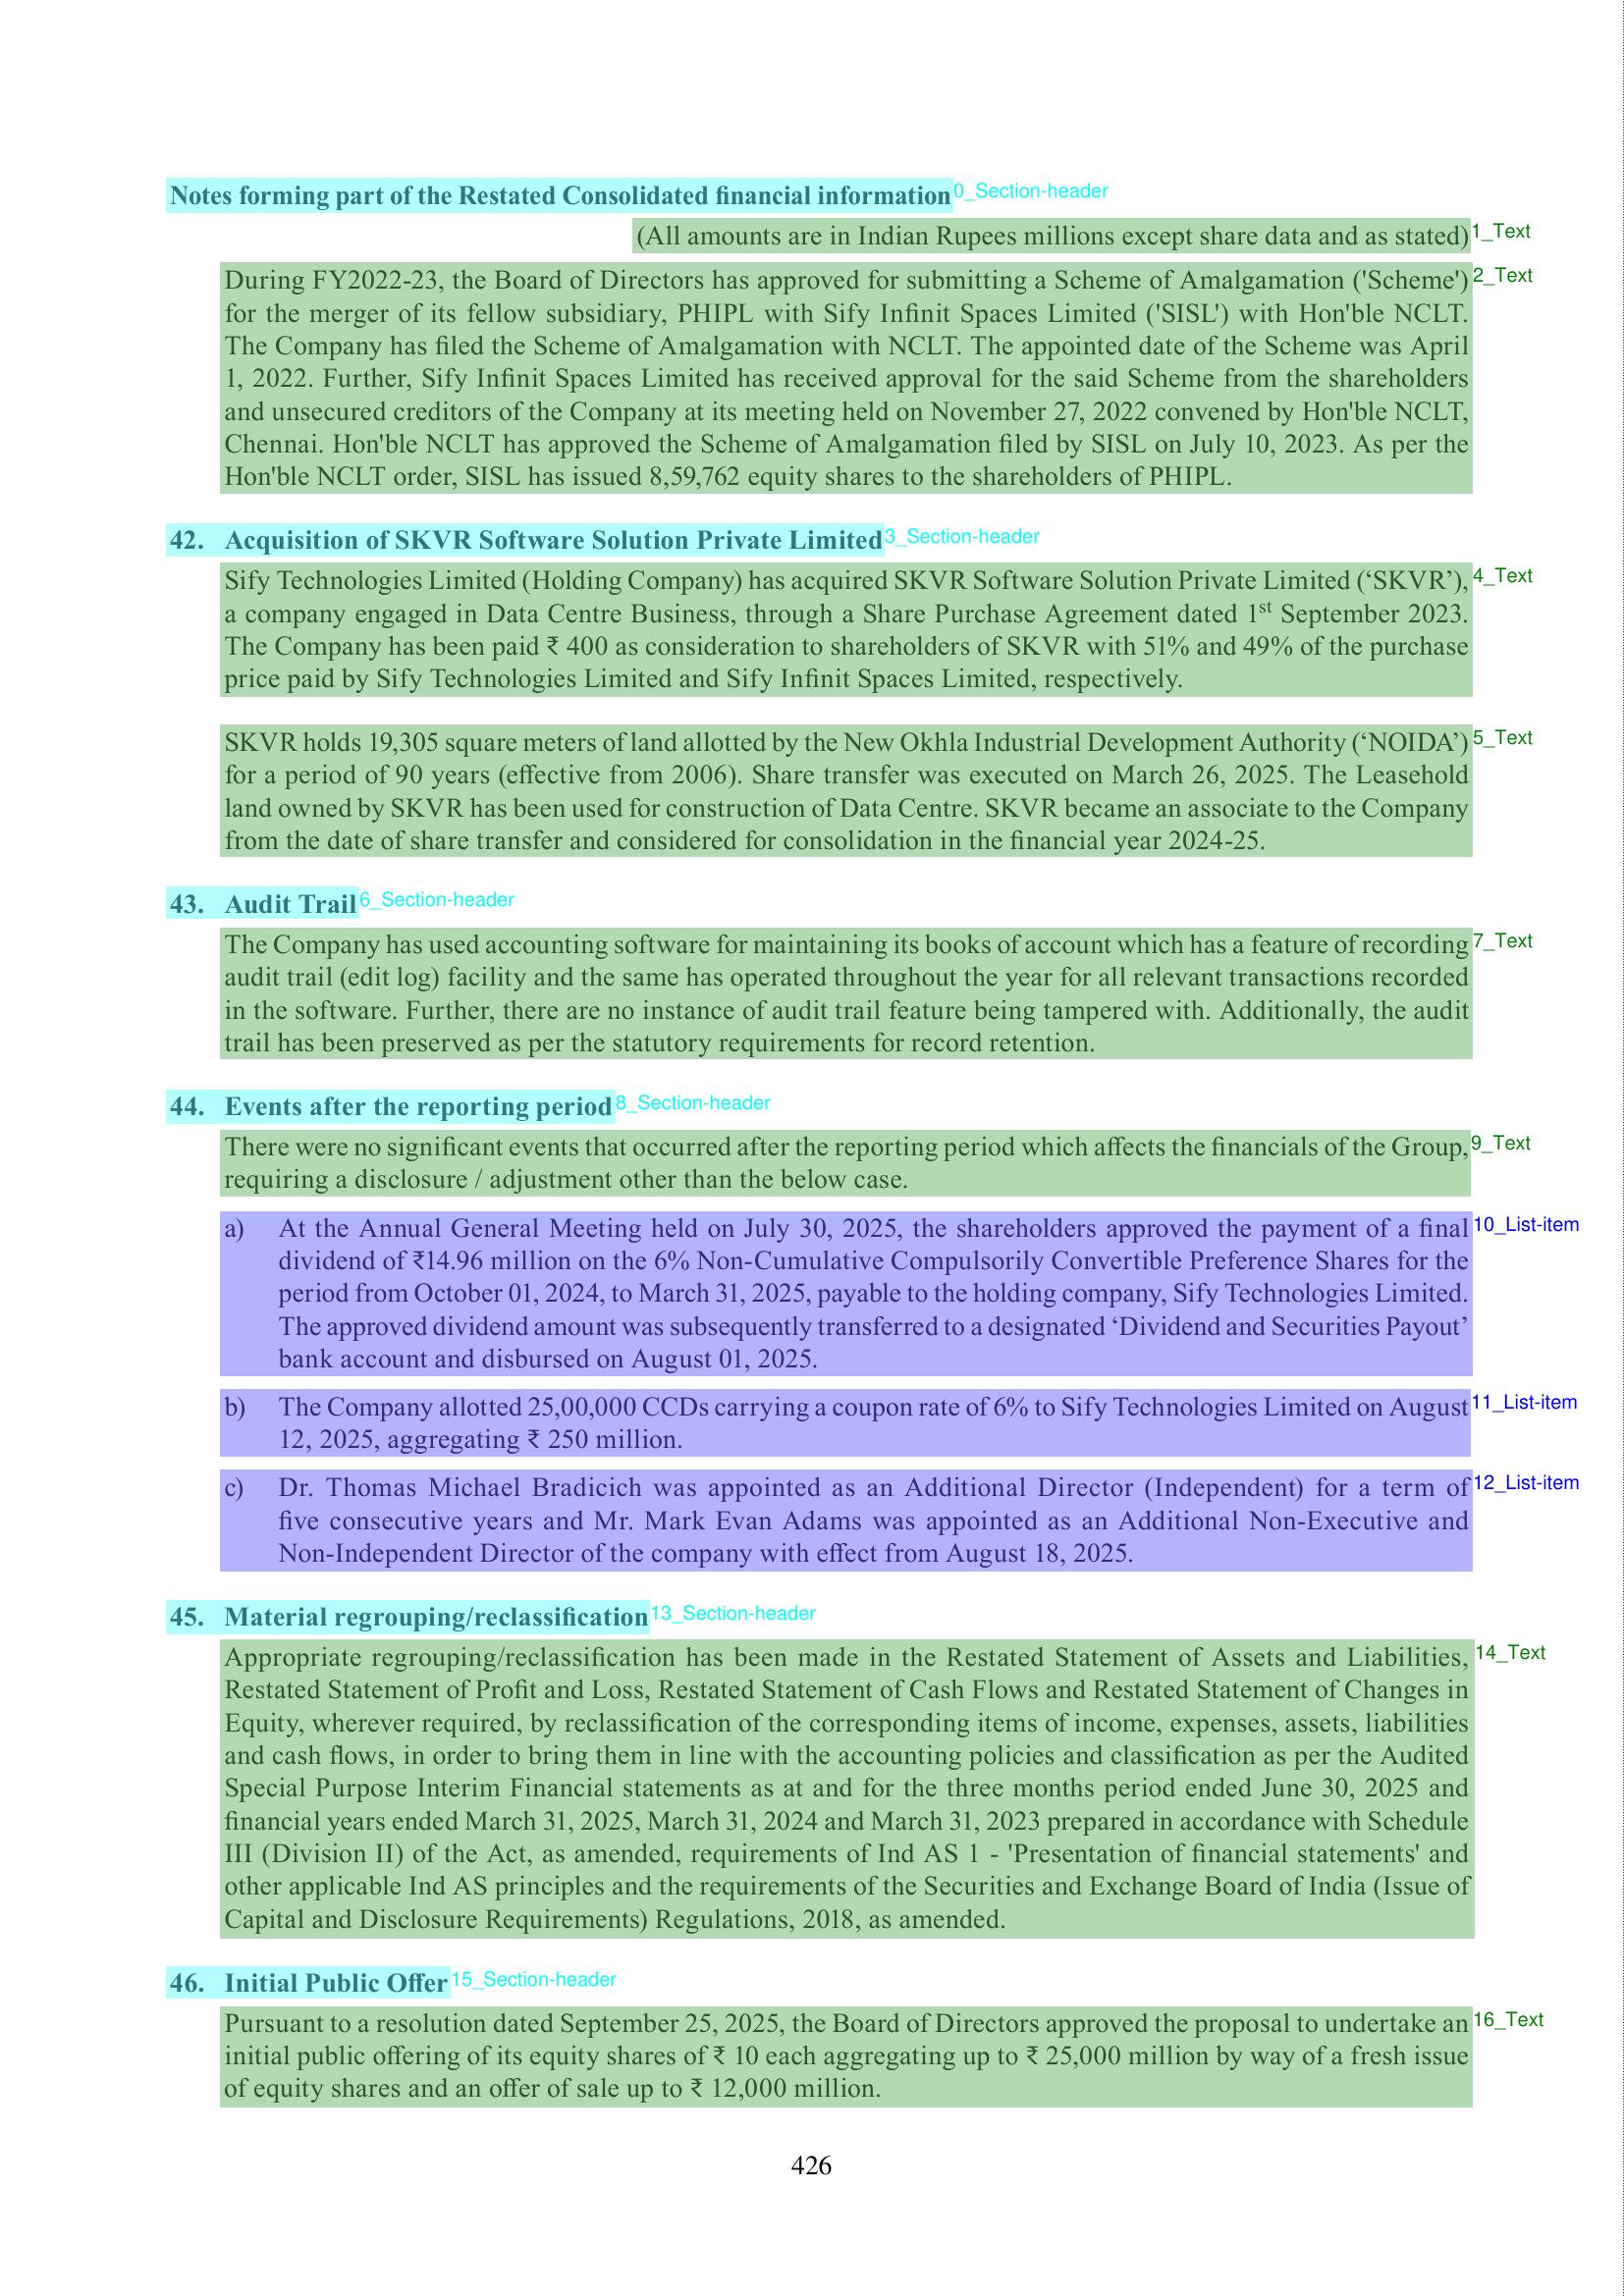 Notes forming part of the Restated Consolidated financial information 0_Section-header
(All amounts are in Indian Rupees millions except share data and as stated) 1_Text
During FY2022-23, the Board of Directors has approved for submitting a Scheme of Amalgamation ('Scheme') 2_Text
for the merger of its fellow subsidiary, PHIPL with Sify Infinit Spaces Limited ('SISL') with Hon'ble NCLT.
The Company has filed the Scheme of Amalgamation with NCLT. The appointed date of the Scheme was April
1, 2022. Further, Sify Infinit Spaces Limited has received approval for the said Scheme from the shareholders
and unsecured creditors of the Company at its meeting held on November 27, 2022 convened by Hon'ble NCLT,
Chennai. Hon'ble NCLT has approved the Scheme of Amalgamation filed by SISL on July 10, 2023. As per the
Hon'ble NCLT order, SISL has issued 8,59,762 equity shares to the shareholders of PHIPL.
42. Acquisition of SKVR Software Solution Private Limited 3_Section-header
Sify Technologies Limited (Holding Company) has acquired SKVR Software Solution Private Limited (‘SKVR’), 4_Text
a company engaged in Data Centre Business, through a Share Purchase Agreement dated 1st September 2023.
The Company has been paid ₹ 400 as consideration to shareholders of SKVR with 51% and 49% of the purchase
price paid by Sify Technologies Limited and Sify Infinit Spaces Limited, respectively.
SKVR holds 19,305 square meters of land allotted by the New Okhla Industrial Development Authority (‘NOIDA’) 5_Text
for a period of 90 years (effective from 2006). Share transfer was executed on March 26, 2025. The Leasehold
land owned by SKVR has been used for construction of Data Centre. SKVR became an associate to the Company
from the date of share transfer and considered for consolidation in the financial year 2024-25.
43. Audit Trail 6_Section-header
The Company has used accounting software for maintaining its books of account which has a feature of recording 7_Text
audit trail (edit log) facility and the same has operated throughout the year for all relevant transactions recorded
in the software. Further, there are no instance of audit trail feature being tampered with. Additionally, the audit
trail has been preserved as per the statutory requirements for record retention.
44. Events after the reporting period 8_Section-header
There were no significant events that occurred after the reporting period which affects the financials of the Group, 9_Text
requiring a disclosure / adjustment other than the below case.
a) At the Annual General Meeting held on July 30, 2025, the shareholders approved the payment of a final 10_List-item
dividend of ₹14.96 million on the 6% Non-Cumulative Compulsorily Convertible Preference Shares for the
period from October 01, 2024, to March 31, 2025, payable to the holding company, Sify Technologies Limited.
The approved dividend amount was subsequently transferred to a designated ‘Dividend and Securities Payout’
bank account and disbursed on August 01, 2025.
b) The Company allotted 25,00,000 CCDs carrying a coupon rate of 6% to Sify Technologies Limited on August 11_List-item
12, 2025, aggregating ₹ 250 million.
c) Dr. Thomas Michael Bradicich was appointed as an Additional Director (Independent) for a term of 12_List-item
five consecutive years and Mr. Mark Evan Adams was appointed as an Additional Non-Executive and
Non-Independent Director of the company with effect from August 18, 2025.
45. Material regrouping/reclassification 13_Section-header
Appropriate regrouping/reclassification has been made in the Restated Statement of Assets and Liabilities, 14_Text
Restated Statement of Profit and Loss, Restated Statement of Cash Flows and Restated Statement of Changes in
Equity, wherever required, by reclassification of the corresponding items of income, expenses, assets, liabilities
and cash flows, in order to bring them in line with the accounting policies and classification as per the Audited
Special Purpose Interim Financial statements as at and for the three months period ended June 30, 2025 and
financial years ended March 31, 2025, March 31, 2024 and March 31, 2023 prepared in accordance with Schedule
III (Division II) of the Act, as amended, requirements of Ind AS 1 - 'Presentation of financial statements' and
other applicable Ind AS principles and the requirements of the Securities and Exchange Board of India (Issue of
Capital and Disclosure Requirements) Regulations, 2018, as amended.
46. Initial Public Offer 15_Section-header
Pursuant to a resolution dated September 25, 2025, the Board of Directors approved the proposal to undertake an 16_Text
initial public offering of its equity shares of ₹ 10 each aggregating up to ₹ 25,000 million by way of a fresh issue
of equity shares and an offer of sale up to ₹ 12,000 million.
426